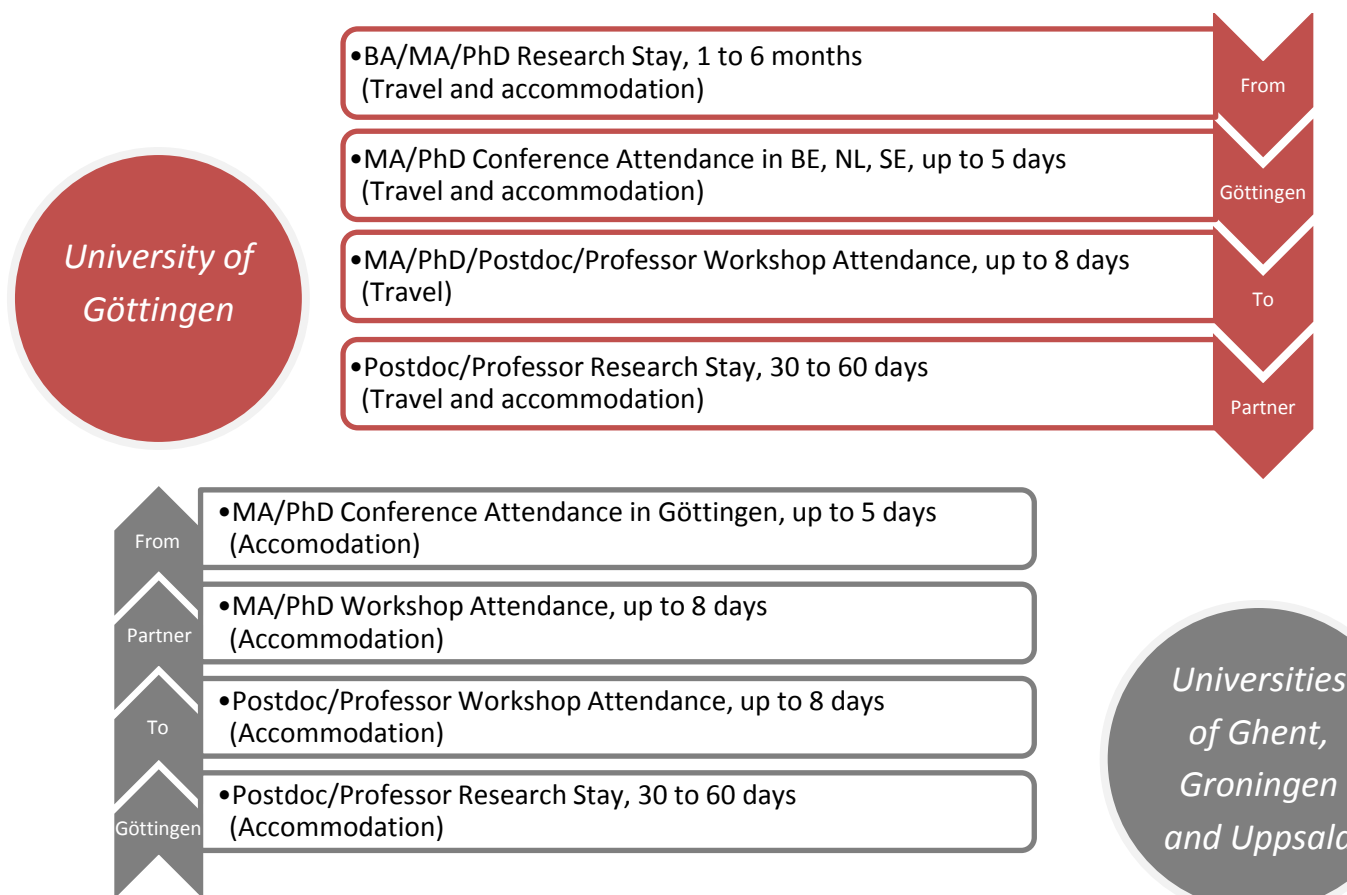 •BA/MA/PhD Research Stay, 1 to 6 months
(Travel and accommodation)
•MA/PhD Conference Attendance in BE, NL, SE, up to 5 days
(Travel and accommodation)
•MA/PhD/Postdoc/Professor Workshop Attendance, up to 8 days
(Travel)
•Postdoc/Professor Research Stay, 30 to 60 days
(Travel and accommodation)
From
Göttingen
To
Partner
University of
Göttingen
From
Partner
To
Göttingen
•MA/PhD Conference Attendance in Göttingen, up to 5 days
(Accomodation)
•MA/PhD Workshop Attendance, up to 8 days
(Accommodation)
•Postdoc/Professor Workshop Attendance, up to 8 days
(Accommodation)
•Postdoc/Professor Research Stay, 30 to 60 days
(Accommodation)
Universities
of Ghent,
Groningen
and Uppsala